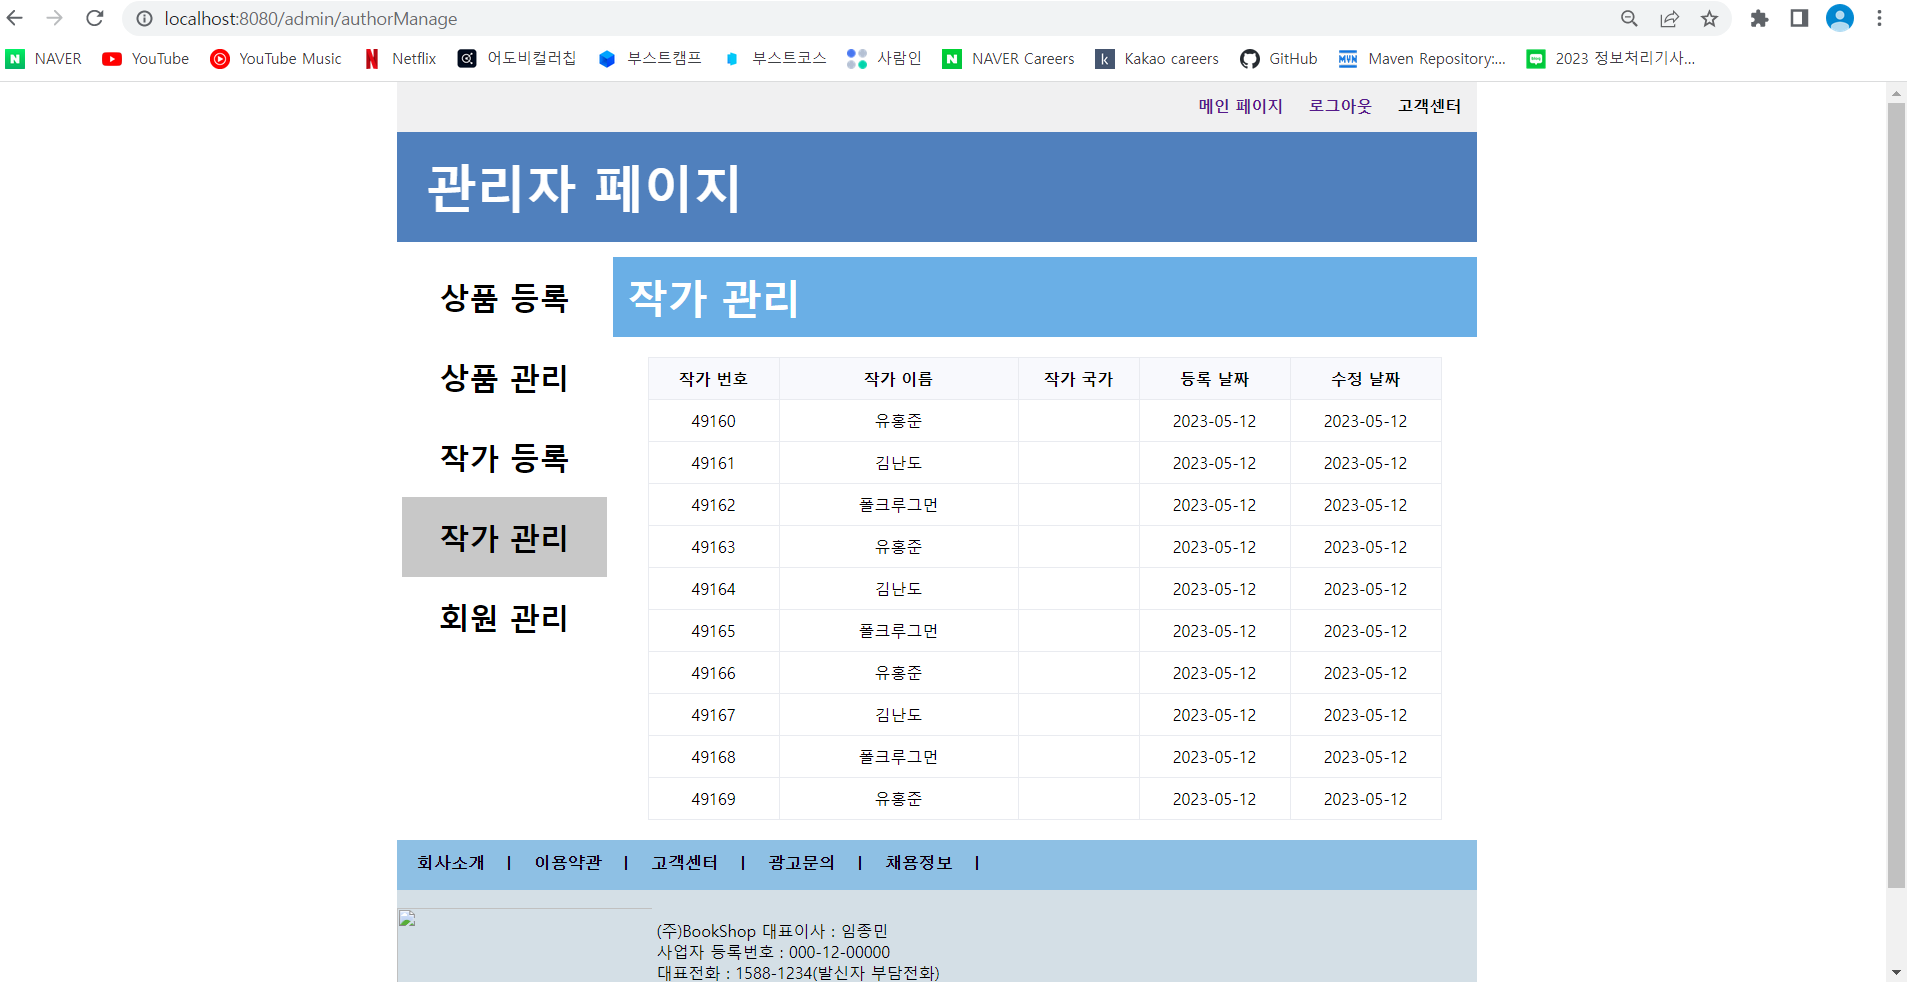 localhost:8080/admin/authorManage
NAVER YouTube YouTube Music Netflix 어도비컬러칩 부스트캠프 부스트코스 사람인 NAVER Careers Kakao careers GitHub Maven Repository:... 2023 정보처리기사...
메인 페이지 로그아웃 고객센터
관리자 페이지
상품 등록
상품 관리
작가 등록
작가 관리
회원 관리
작가 관리
작가 번호 작가 이름 작가 국가 등록 날짜 수정 날짜
49160 유홍준 2023-05-12 2023-05-12
49161 김난도 2023-05-12 2023-05-12
49162 폴크루그먼 2023-05-12 2023-05-12
49163 유홍준 2023-05-12 2023-05-12
49164 김난도 2023-05-12 2023-05-12
49165 폴크루그먼 2023-05-12 2023-05-12
49166 유홍준 2023-05-12 2023-05-12
49167 김난도 2023-05-12 2023-05-12
49168 폴크루그먼 2023-05-12 2023-05-12
49169 유홍준 2023-05-12 2023-05-12
회사소개 | 이용약관 | 고객센터 | 광고문의 | 채용정보 |
(주)BookShop 대표이사 : 임종민
사업자 등록번호 : 000-12-00000
대표전화 : 1588-1234(발신자 부담전화)